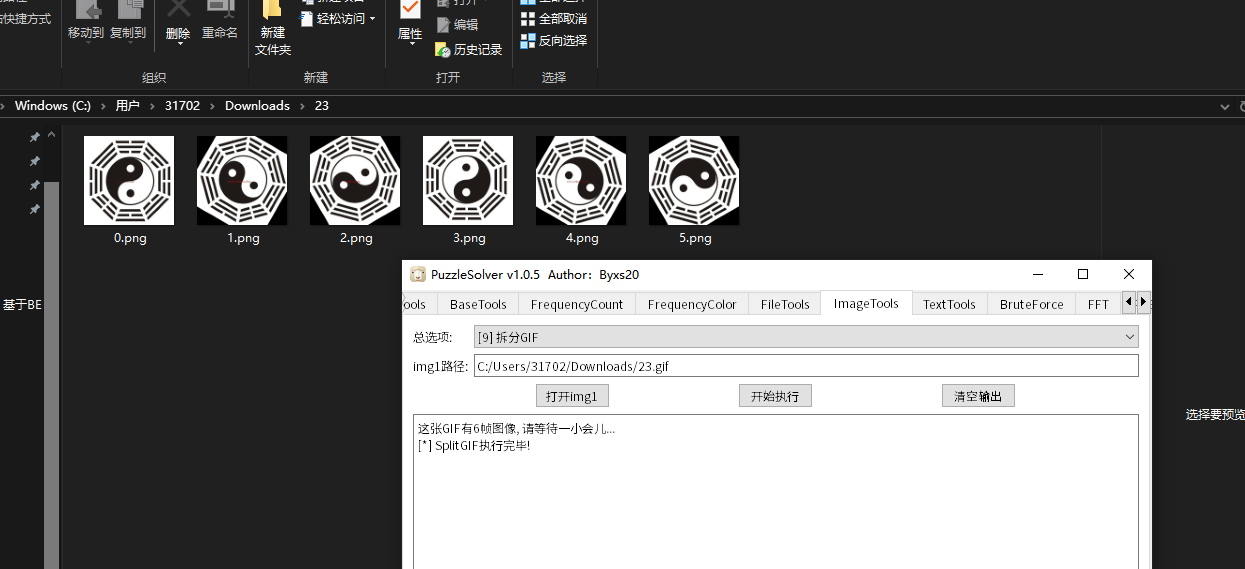 快捷方式
移动到 复制到 删除 重命名 新建 文件夹
轻松访问
属性
打开
编辑
历史记录
全部取消
反向选择
组织 新建 打开 选择
Windows (C:) > 用户 > 31702 > Downloads > 23
0.png 1.png 2.png 3.png 4.png 5.png
基于BE
选择要预览
PuzzleSolver v1.0.5 Author: Byxs20
ools BaseTools FrequencyCount FrequencyColor FileTools ImageTools TextTools BruteForce FFT
总选项: [9] 拆分GIF
img1路径: C:/Users/31702/Downloads/23.gif
打开img1 开始执行 清空输出
这张GIF有6帧图像, 请等待一小会儿...
[*] SplitGIF执行完毕!